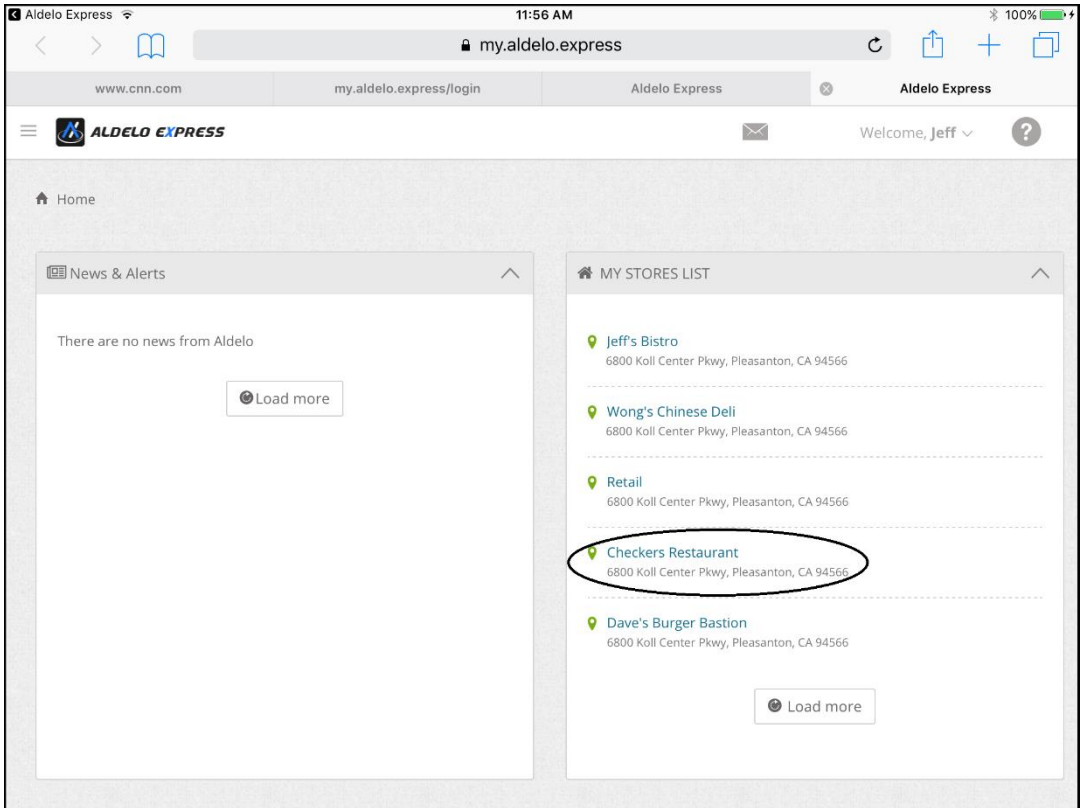 Aldelo Express 11:56 AM 100%
my.aldelo.express
www.cnn.com my.aldelo.express/login Aldelo Express Aldelo Express
ALDELO EXPRESS Welcome, Jeff ?
Home
News & Alerts
There are no news from Aldelo
Load more
MY STORES LIST
Jeff's Bistro
6800 Koll Center Pkwy, Pleasanton, CA 94566
Wong's Chinese Deli
6800 Koll Center Pkwy, Pleasanton, CA 94566
Retail
6800 Koll Center Pkwy, Pleasanton, CA 94566
Checkers Restaurant
6800 Koll Center Pkwy, Pleasanton, CA 94566
Dave's Burger Bastion
6800 Koll Center Pkwy, Pleasanton, CA 94566
Load more